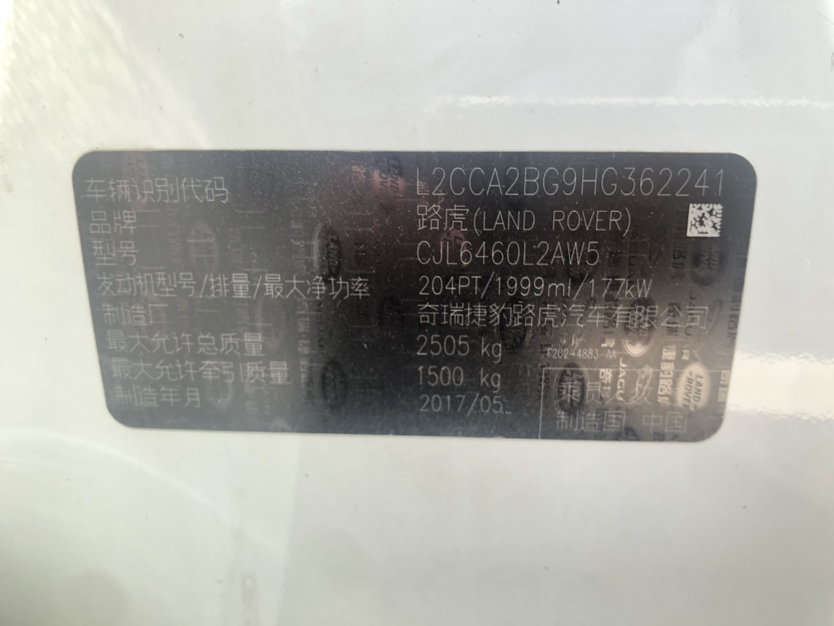 车辆识别代码 L2CCA2BG9HG362241
品牌 路虎(LAND ROVER)
型号 CJL6460L2AW5
发动机型号/排量/最大净功率 204PT/1999ml/177kW
制造厂 奇瑞捷豹路虎汽车有限公司
最大允许总质量 2505 kg
最大允许牵引质量 1500 kg
制造年月 2017/05
乘员数
制造国 中国